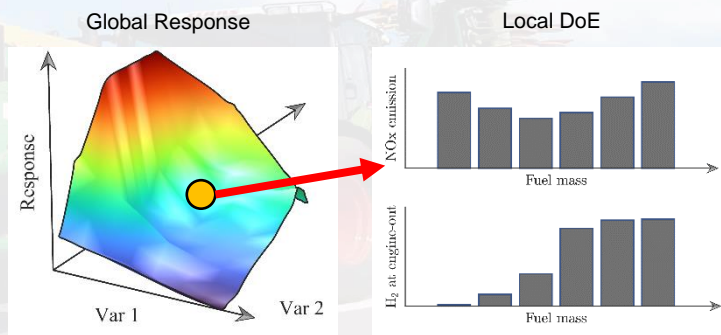 Global Response
Local DoE
Response
Var 1
Var 2
NOx emission
Fuel mass
H₂ at engine-out
Fuel mass